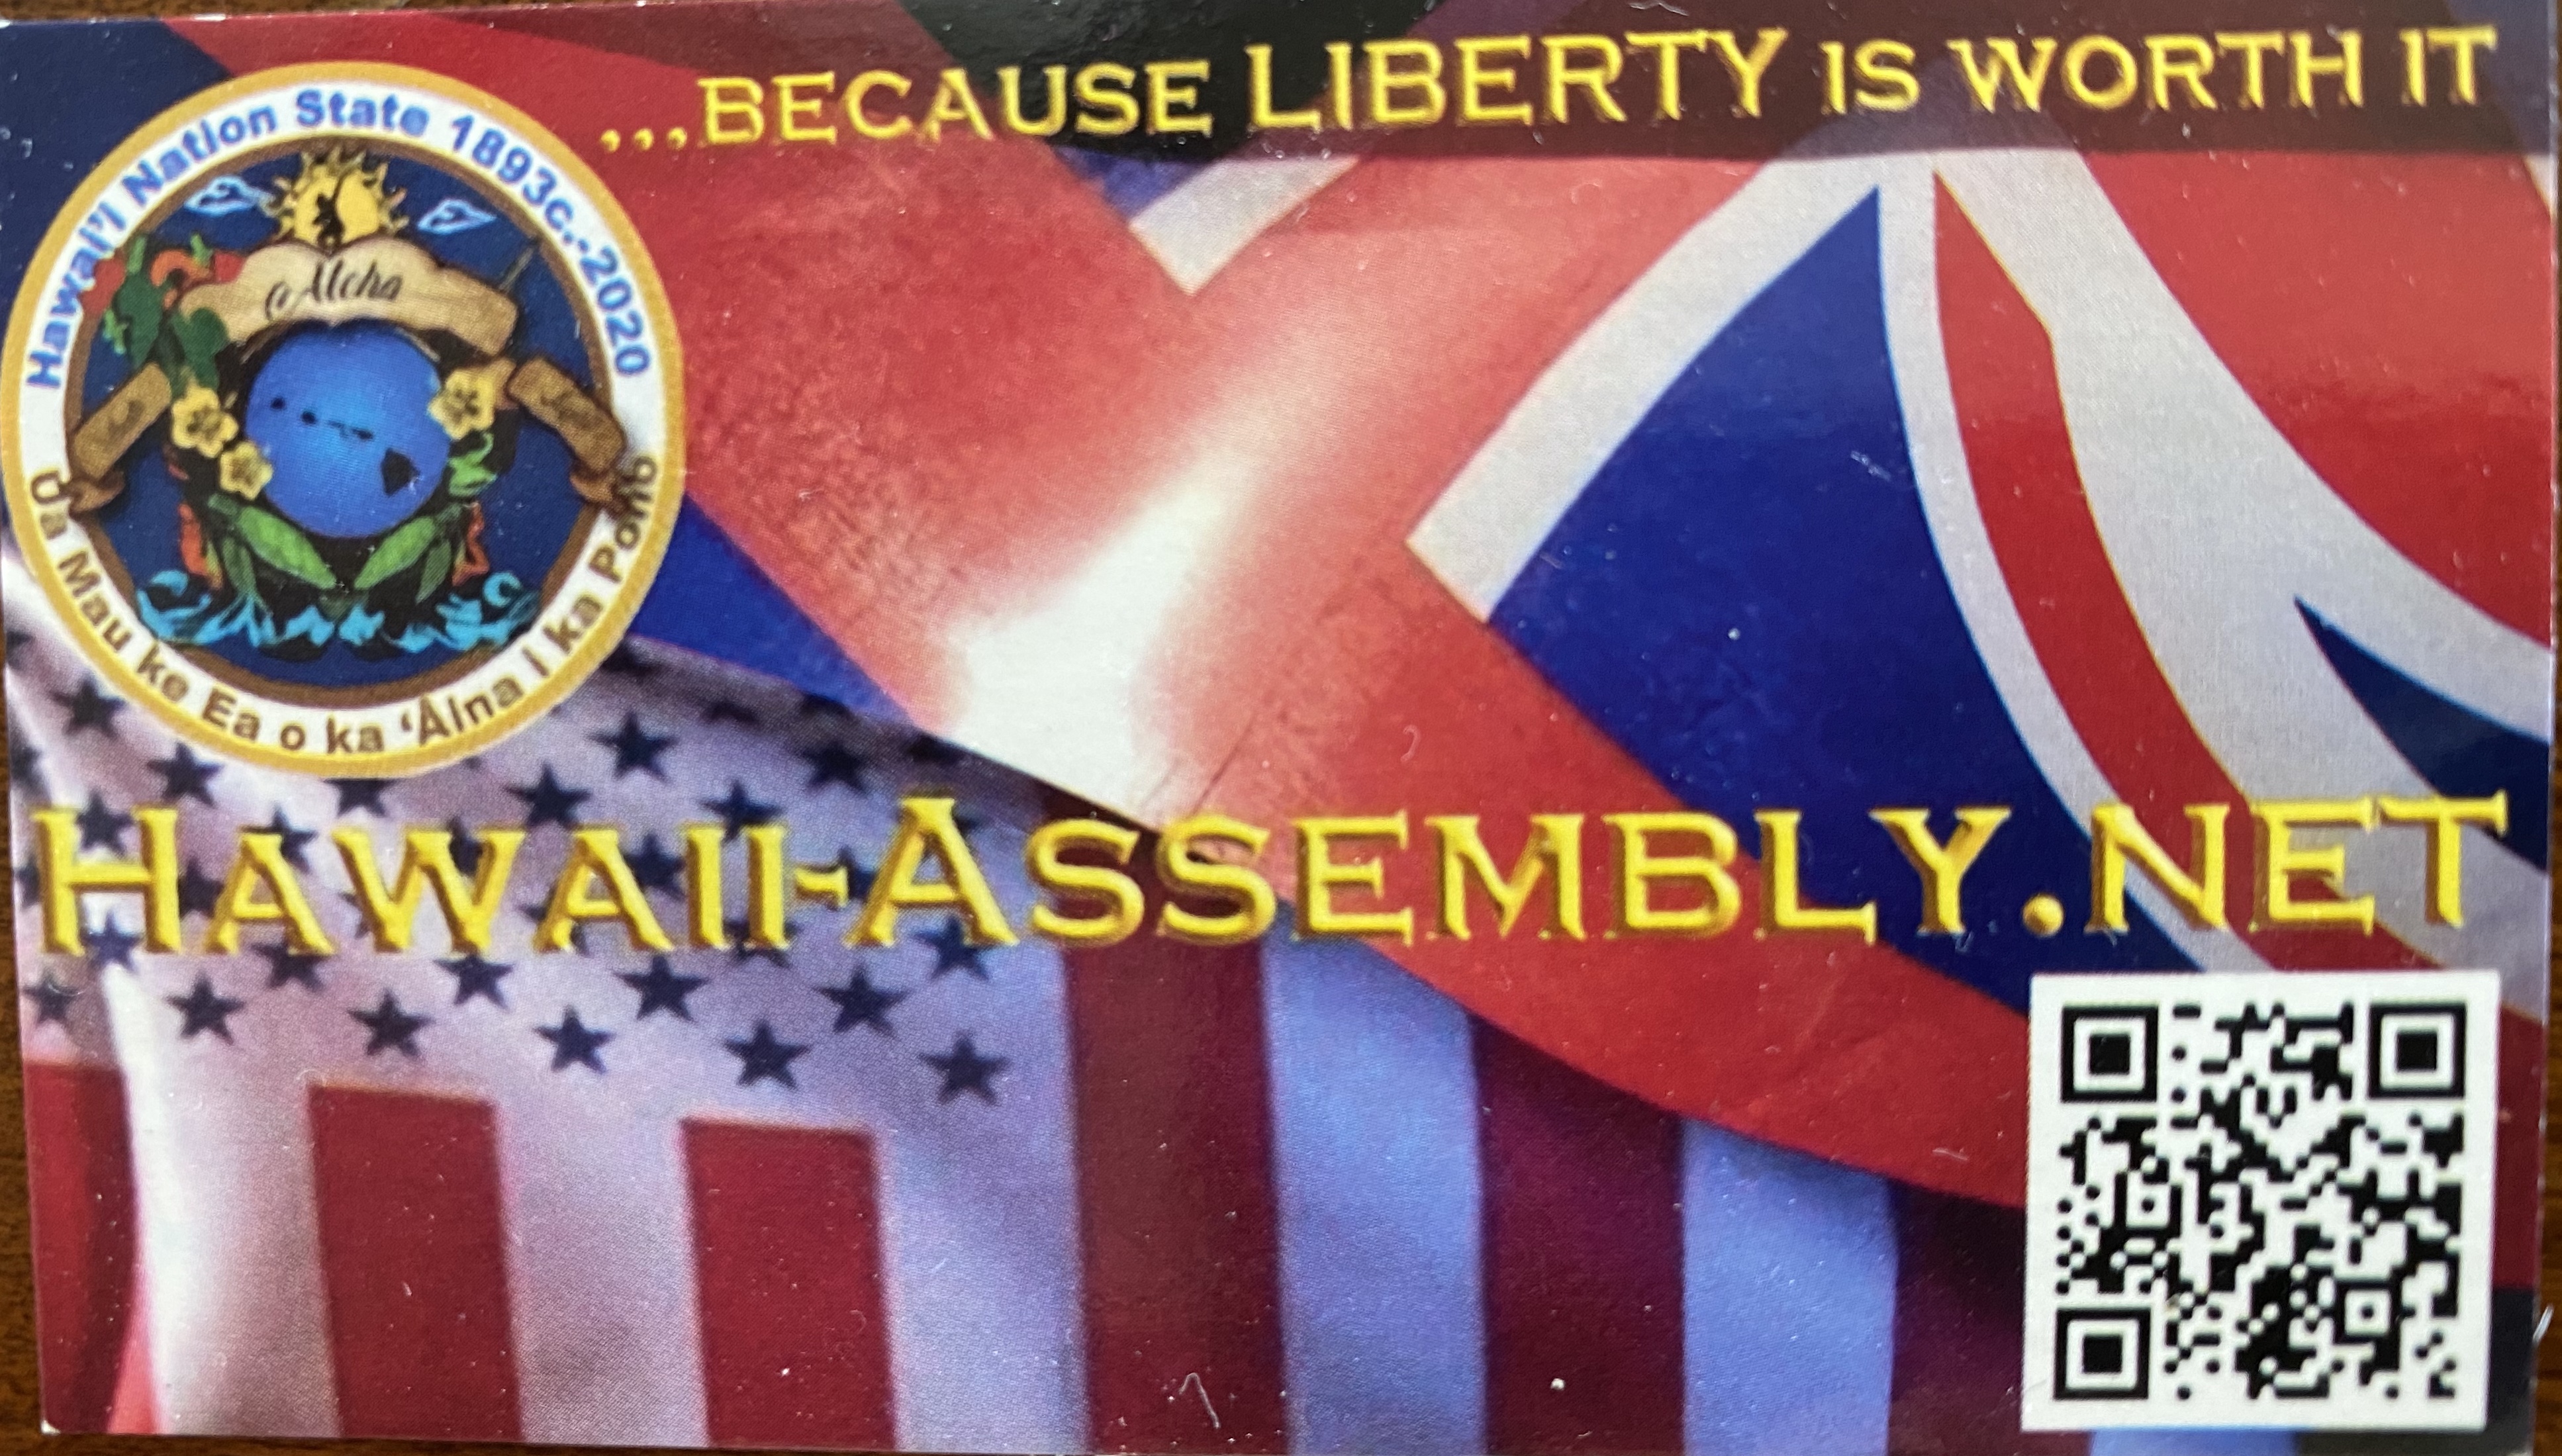 ...BECAUSE LIBERTY IS WORTH IT
Hawai'i Nation State 1893c.-2020
Aloha
Ua Mau ke Ea o ka ʻĀina i ka Pono
HAWAII-ASSEMBLY.NET